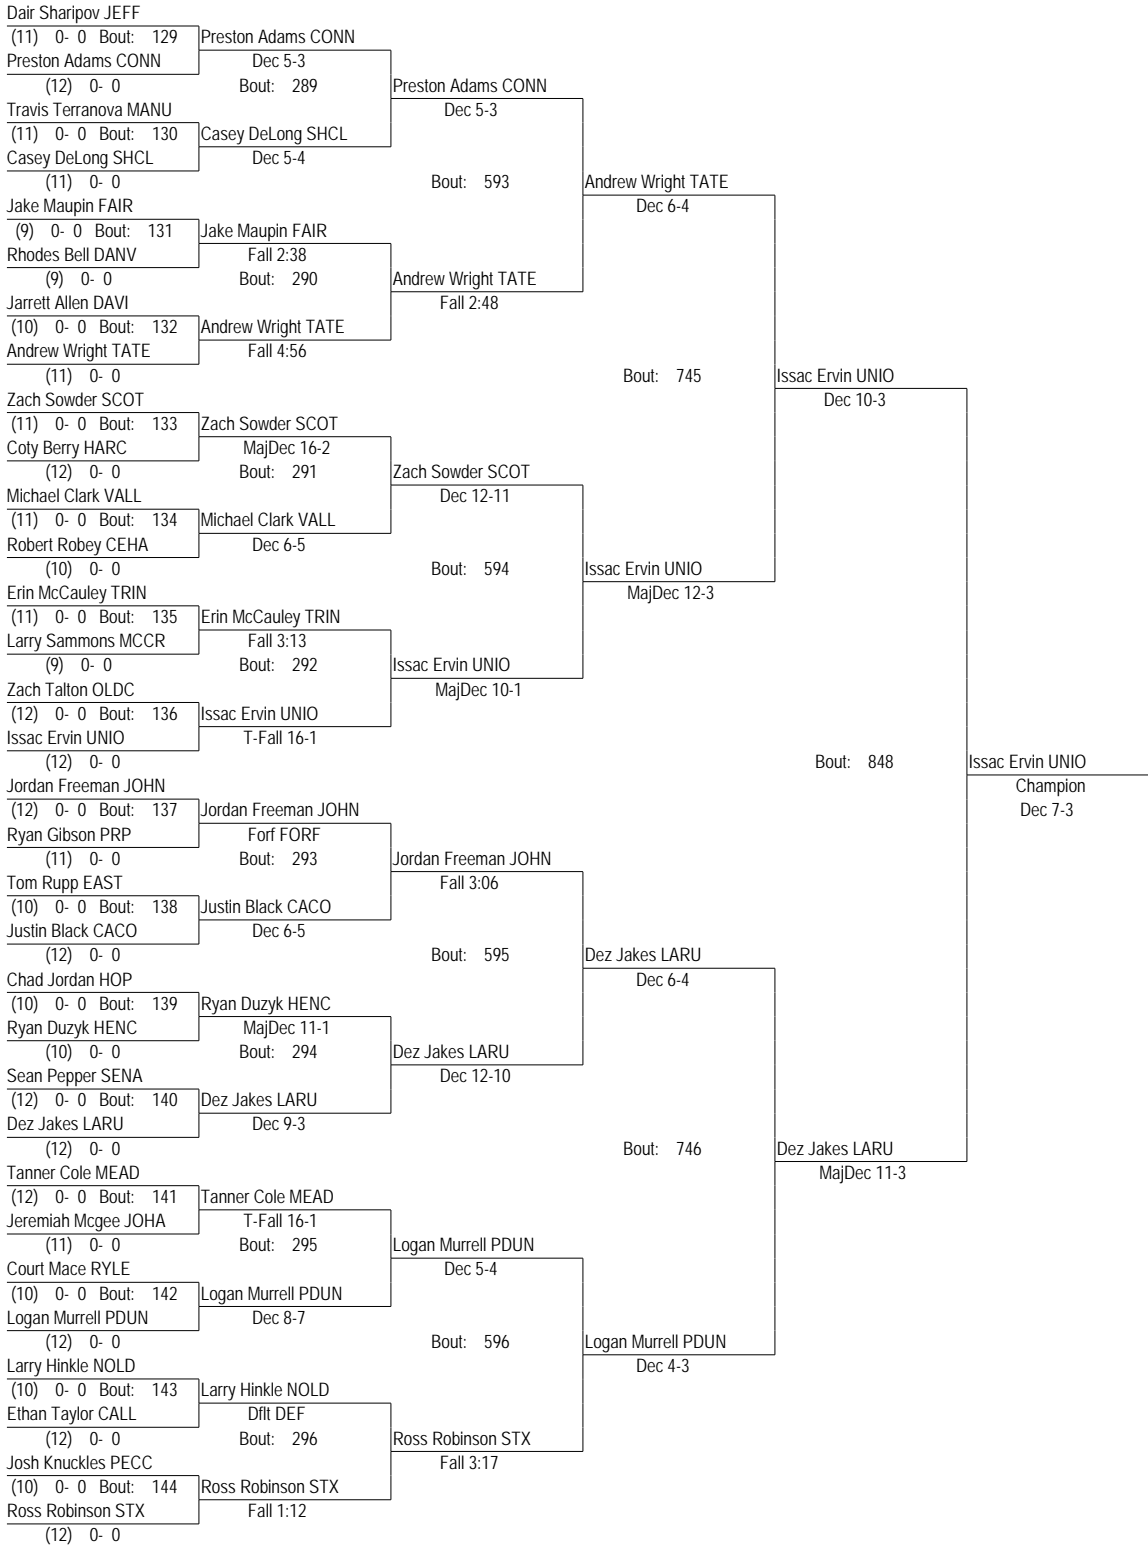 Dair Sharipov JEFF
(11) 0- 0 Bout: 129 Preston Adams CONN
Preston Adams CONN Dec 5-3
(12) 0- 0 Bout: 289 Preston Adams CONN
Travis Terranova MANU Dec 5-3
(11) 0- 0 Bout: 130 Casey DeLong SHCL
Casey DeLong SHCL Dec 5-4
(11) 0- 0 Bout: 593 Andrew Wright TATE
Jake Maupin FAIR Dec 6-4
(9) 0- 0 Bout: 131 Jake Maupin FAIR
Rhodes Bell DANV Fall 2:38
(9) 0- 0 Bout: 290 Andrew Wright TATE
Jarrett Allen DAVI Fall 2:48
(10) 0- 0 Bout: 132 Andrew Wright TATE
Andrew Wright TATE Fall 4:56
(11) 0- 0 Bout: 745 Issac Ervin UNIO
Zach Sowder SCOT Dec 10-3
(11) 0- 0 Bout: 133 Zach Sowder SCOT
Coty Berry HARC MajDec 16-2
(12) 0- 0 Bout: 291 Zach Sowder SCOT
Michael Clark VALL Dec 12-11
(11) 0- 0 Bout: 134 Michael Clark VALL
Robert Robey CEHA Dec 6-5
(10) 0- 0 Bout: 594 Issac Ervin UNIO
Erin McCauley TRIN MajDec 12-3
(11) 0- 0 Bout: 135 Erin McCauley TRIN
Larry Sammons MCCR Fall 3:13
(9) 0- 0 Bout: 292 Issac Ervin UNIO
Zach Talton OLDC MajDec 10-1
(12) 0- 0 Bout: 136 Issac Ervin UNIO
Issac Ervin UNIO T-Fall 16-1
(12) 0- 0 Bout: 848 Issac Ervin UNIO
Jordan Freeman JOHN Champion
(12) 0- 0 Bout: 137 Jordan Freeman JOHN Dec 7-3
Ryan Gibson PRP Forf FORF
(11) 0- 0 Bout: 293 Jordan Freeman JOHN
Tom Rupp EAST Fall 3:06
(10) 0- 0 Bout: 138 Justin Black CACO
Justin Black CACO Dec 6-5
(12) 0- 0 Bout: 595 Dez Jakes LARU
Chad Jordan HOP Dec 6-4
(10) 0- 0 Bout: 139 Ryan Duzyk HENC
Ryan Duzyk HENC MajDec 11-1
(10) 0- 0 Bout: 294 Dez Jakes LARU
Sean Pepper SENA Dec 12-10
(12) 0- 0 Bout: 140 Dez Jakes LARU
Dez Jakes LARU Dec 9-3
(12) 0- 0 Bout: 746 Dez Jakes LARU
Tanner Cole MEAD MajDec 11-3
(12) 0- 0 Bout: 141 Tanner Cole MEAD
Jeremiah Mcgee JOHA T-Fall 16-1
(11) 0- 0 Bout: 295 Logan Murrell PDUN
Court Mace RYLE Dec 5-4
(10) 0- 0 Bout: 142 Logan Murrell PDUN
Logan Murrell PDUN Dec 8-7
(12) 0- 0 Bout: 596 Logan Murrell PDUN
Larry Hinkle NOLD Dec 4-3
(10) 0- 0 Bout: 143 Larry Hinkle NOLD
Ethan Taylor CALL Dflt DEF
(12) 0- 0 Bout: 296 Ross Robinson STX
Josh Knuckles PECC Fall 3:17
(10) 0- 0 Bout: 144 Ross Robinson STX
Ross Robinson STX Fall 1:12
(12) 0- 0